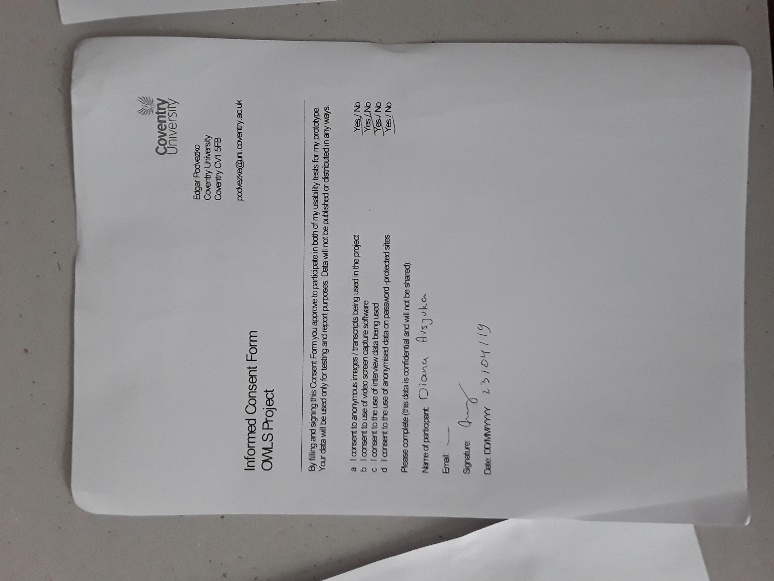 Coventry
University
Edgar Podvezko
Coventry University
Coventry CV1 5FB
podvezke@uni.coventry.ac.uk
Informed Consent Form
OWLS Project
By filling and signing this Consent Form you approve to participate in both of my usability tests for my prototype.
Your data will be used only for testing and report purposes. Data will not be published or distributed in any ways.
a I consent to anonymous images / transcripts being used in the project Yes / No
b I consent to use of video screen capture software Yes / No
c I consent to the use of interview data being used Yes / No
d I consent to the use of anonymised data on password-protected sites Yes / No
Please complete (this data is confidential and will not be shared):
Name of participant: Diana
Email: —
Signature:
Date: DD/MM/YYYY 23/04/19